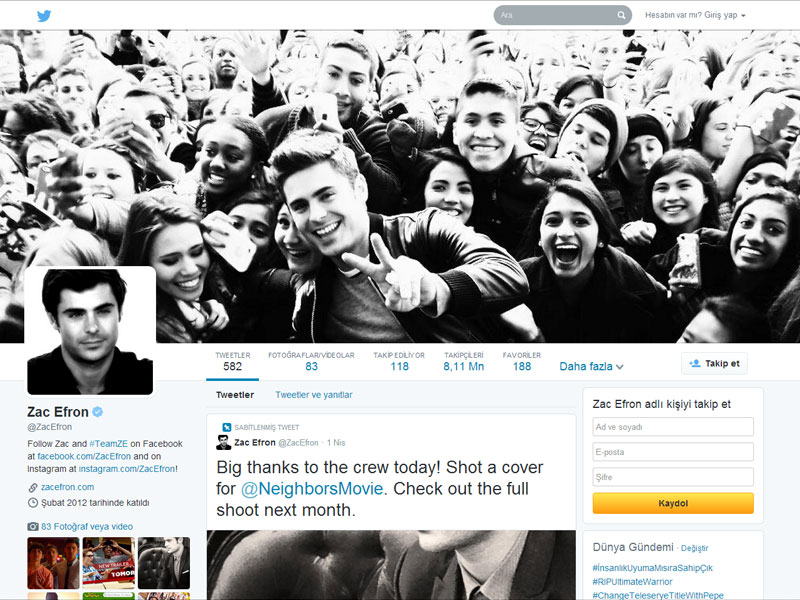 Ara
Hesabın var mı? Giriş yap
TWEETLER
582
FOTOĞRAFLAR/VİDEOLAR
83
TAKİP EDİLİYOR
118
TAKİPÇİLERİ
8,11 Mn
FAVORİLER
188
Daha fazla
Takip et
Zac Efron
@ZacEfron
Follow Zac and #TeamZE on Facebook
at facebook.com/ZacEfron and on
Instagram at instagram.com/ZacEfron!
zacefron.com
Şubat 2012 tarihinde katıldı
83 Fotoğraf veya video
NEW TRAILER
TOMOR
Tweetler
Tweetler ve yanıtlar
SABİTLENMİŞ TWEET
Zac Efron @ZacEfron · 1 Nis
Big thanks to the crew today! Shot a cover
for @NeighborsMovie. Check out the full
shoot next month.
Zac Efron adlı kişiyi takip et
Ad ve soyadı
E-posta
Şifre
Kaydol
Dünya Gündemi · Değiştir
#İnsanlıkUyumaMısıraSahipÇık
#RIPUltimateWarrior
#ChangeTeleseryeTitleWithPepe